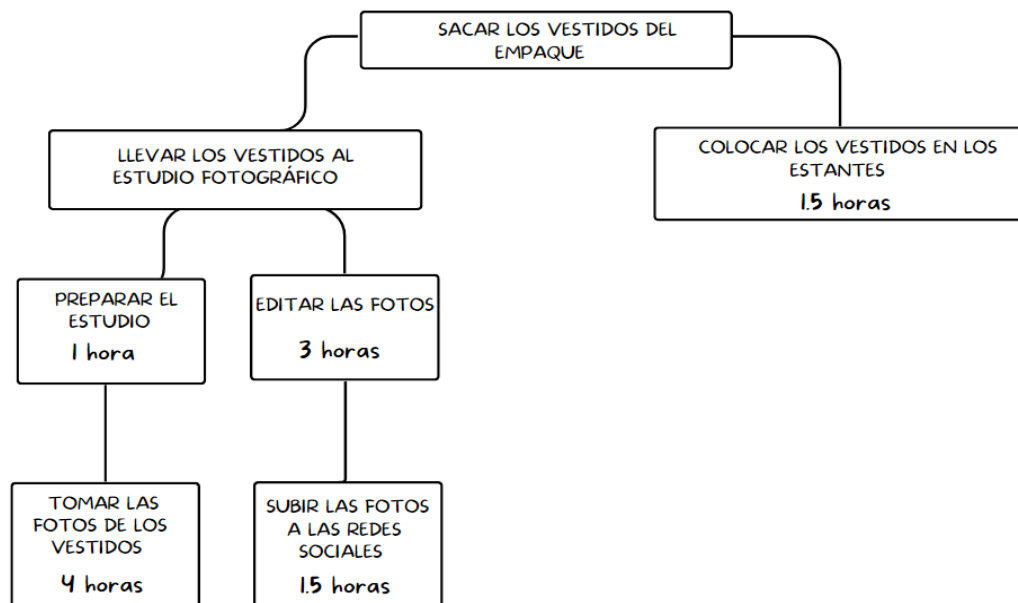 SACAR LOS VESTIDOS DEL
EMPAQUE
LLEVAR LOS VESTIDOS AL
ESTUDIO FOTOGRÁFICO
COLOCAR LOS VESTIDOS EN LOS
ESTANTES
1.5 horas
PREPARAR EL
ESTUDIO
1 hora
EDITAR LAS FOTOS
3 horas
TOMAR LAS
FOTOS DE LOS
VESTIDOS
4 horas
SUBIR LAS FOTOS
A LAS REDES
SOCIALES
1.5 horas